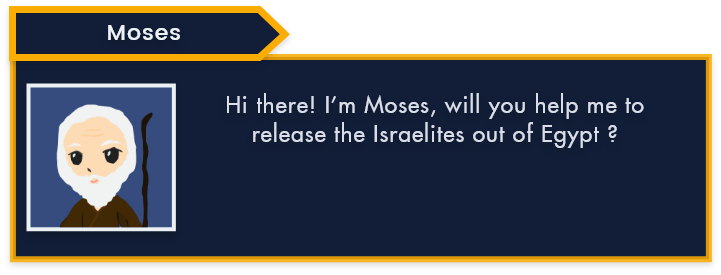 Moses
Hi there! I’m Moses, will you help me to
release the Israelites out of Egypt ?